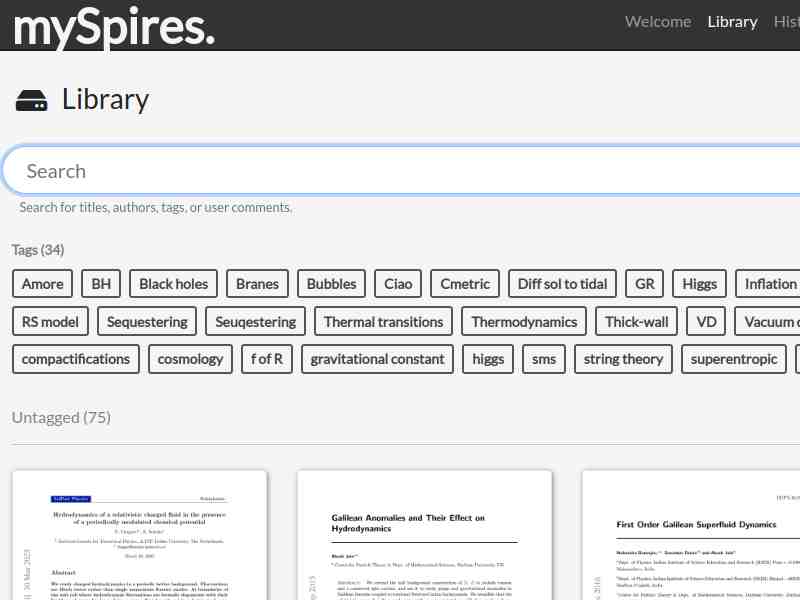 mySpires.
Welcome Library Hist
Library
Search
Search for titles, authors, tags, or user comments.
Tags (34)
Amore BH Black holes Branes Bubbles Ciao Cmetric Diff sol to tidal GR Higgs Inflation
RS model Sequestering Seuqestering Thermal transitions Thermodynamics Thick-wall VD Vacuum
compactifications cosmology f of R gravitational constant higgs sms string theory superentropic
Untagged (75)
Hydrodynamics of a relativistic charged fluid in the presence
of a periodically modulated chemical potential
Abstract
Galilean Anomalies and Their Effect on
Hydrodynamics
Akash Jain
First Order Galilean Superfluid Dynamics